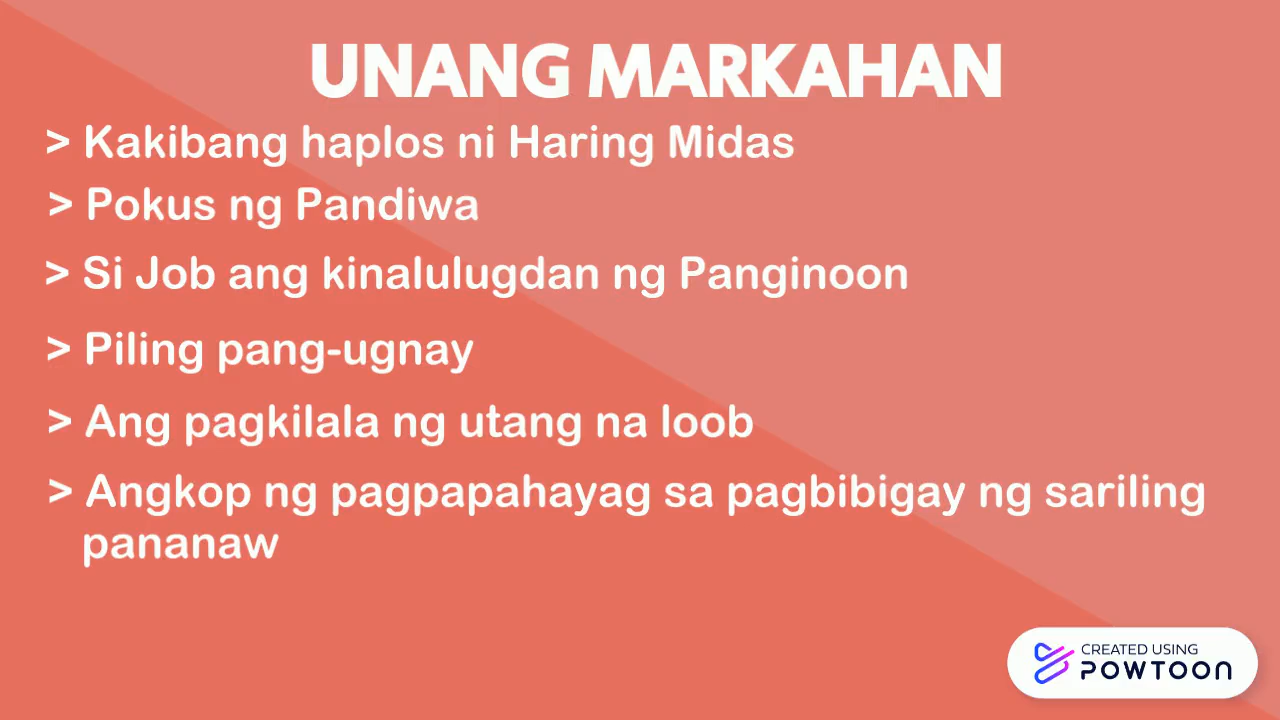 UNANG MARKAHAN
> Kakibang haplos ni Haring Midas
> Pokus ng Pandiwa
> Si Job ang kinalulugdan ng Panginoon
> Piling pang-ugnay
> Ang pagkilala ng utang na loob
> Angkop ng pagpapahayag sa pagbibigay ng sariling
pananaw
CREATED USING
POWTOON